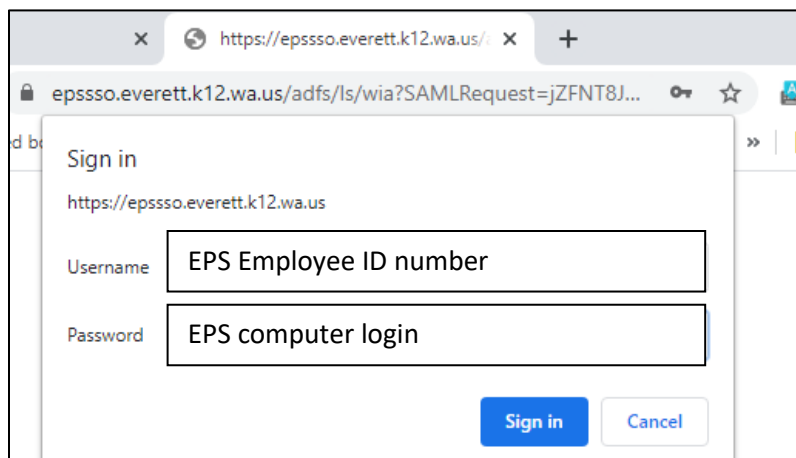 https://epssso.everett.k12.wa.us/
epssso.everett.k12.wa.us/adfs/ls/wia?SAMLRequest=jZFNT8J...
»
Sign in
https://epssso.everett.k12.wa.us
Username EPS Employee ID number
Password EPS computer login
Sign in Cancel